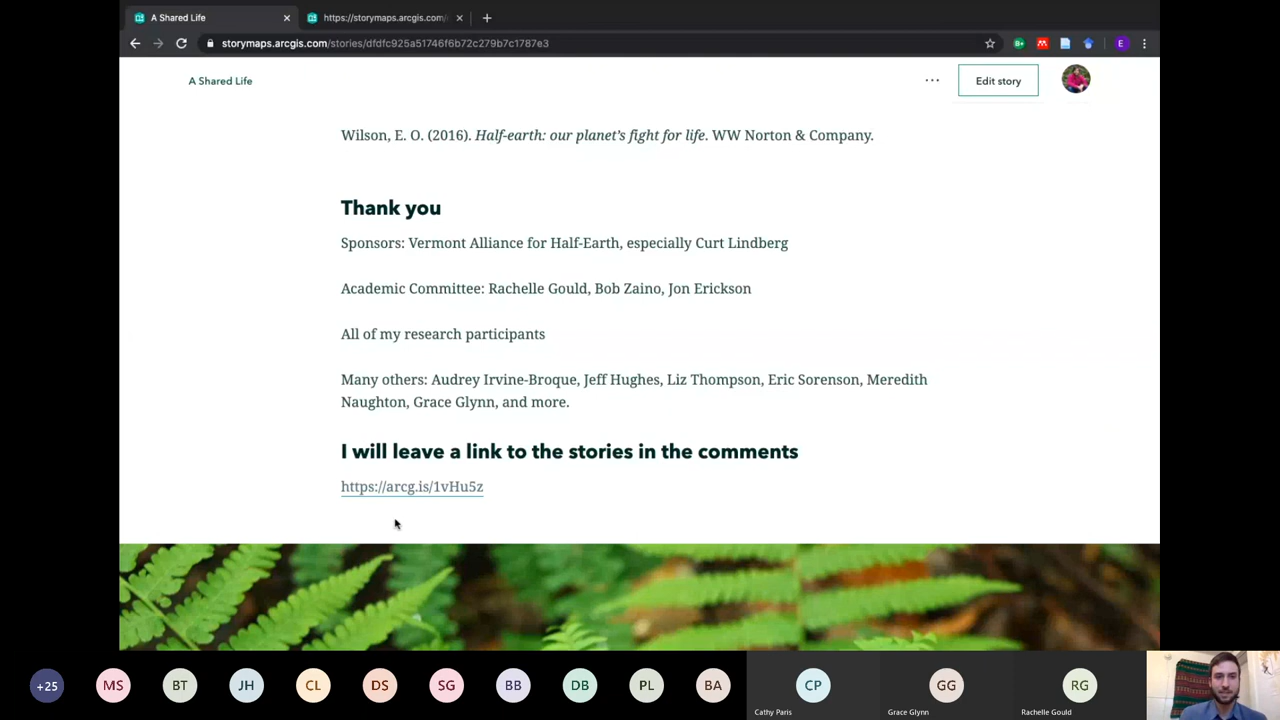 A Shared Life
https://storymaps.arcgis.com/
storymaps.arcgis.com/stories/dfdfc925a51746f6b72c279b7c1787e3
E
A Shared Life
Edit story
Wilson, E. O. (2016). Half-earth: our planet's fight for life. WW Norton & Company.
Thank you
Sponsors: Vermont Alliance for Half-Earth, especially Curt Lindberg
Academic Committee: Rachelle Gould, Bob Zaino, Jon Erickson
All of my research participants
Many others: Audrey Irvine-Broque, Jeff Hughes, Liz Thompson, Eric Sorenson, Meredith
Naughton, Grace Glynn, and more.
I will leave a link to the stories in the comments
https://arcg.is/1vHu5z
+25 MS BT JH CL DS SG BB DB PL BA CP GG RG
Cathy Paris Grace Glynn Rachelle Gould